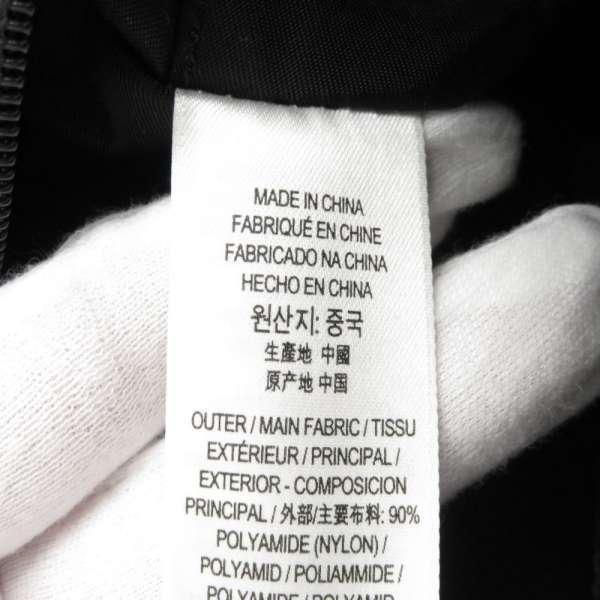 MADE IN CHINA
FABRIQUÉ EN CHINE
FABRICADO NA CHINA
HECHO EN CHINA
원산지: 중국
生產地 中國
原产地 中国
OUTER / MAIN FABRIC / TISSU
EXTÉRIEUR / PRINCIPAL /
EXTERIOR - COMPOSICION
PRINCIPAL / 外部/主要布料: 90%
POLYAMIDE (NYLON) /
POLYAMID / POLIAMMIDE /
POLYAMIDE (NYLON) /